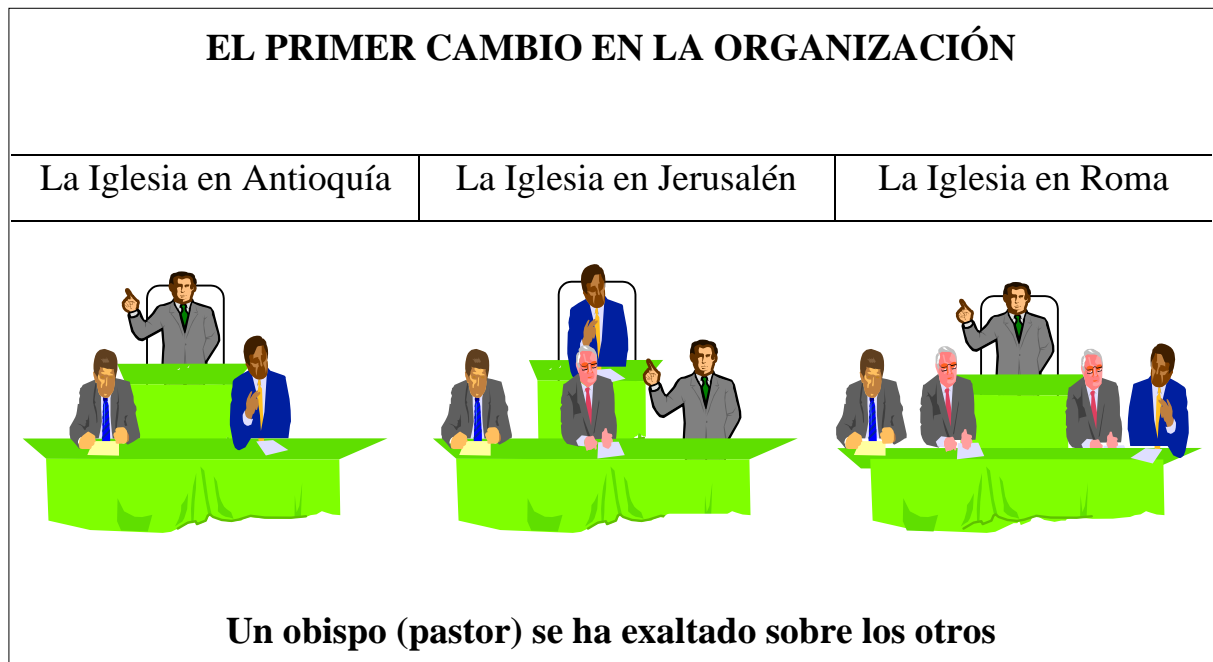 EL PRIMER CAMBIO EN LA ORGANIZACIÓN
La Iglesia en Antioquía
La Iglesia en Jerusalén
La Iglesia en Roma
Un obispo (pastor) se ha exaltado sobre los otros